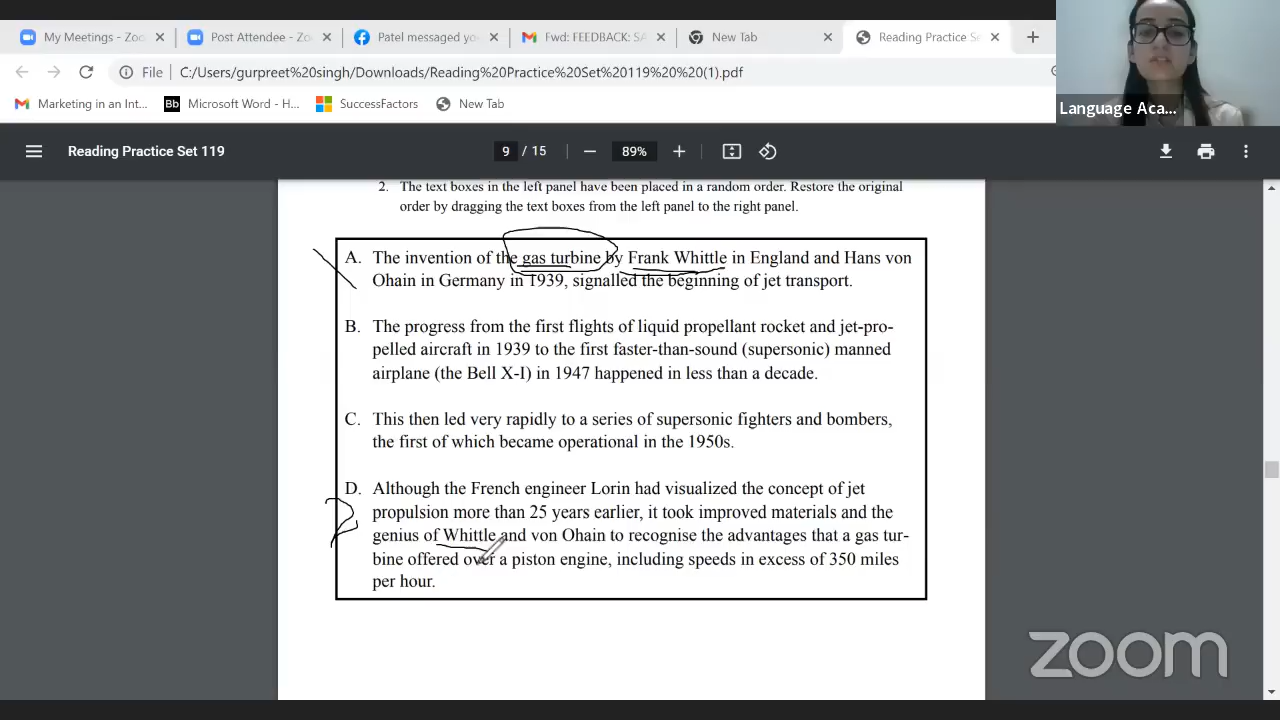 My Meetings - Zoo
Post Attendee - Zo
Patel messaged yo
Fwd: FEEDBACK: SA
New Tab
Reading Practice Se
File
C:/Users/gurpreet%20singh/Downloads/Reading%20Practice%20Set%20119%20%20(1).pdf
Marketing in an Int...
Bb
Microsoft Word - H...
SuccessFactors
New Tab
Language Aca...
Reading Practice Set 119
9 / 15
89%
2. The text boxes in the left panel have been placed in a random order. Restore the original
order by dragging the text boxes from the left panel to the right panel.
A. The invention of the gas turbine by Frank Whittle in England and Hans von
Ohain in Germany in 1939, signalled the beginning of jet transport.
B. The progress from the first flights of liquid propellant rocket and jet-pro-
pelled aircraft in 1939 to the first faster-than-sound (supersonic) manned
airplane (the Bell X-I) in 1947 happened in less than a decade.
C. This then led very rapidly to a series of supersonic fighters and bombers,
the first of which became operational in the 1950s.
D. Although the French engineer Lorin had visualized the concept of jet
propulsion more than 25 years earlier, it took improved materials and the
genius of Whittle and von Ohain to recognise the advantages that a gas tur-
bine offered over a piston engine, including speeds in excess of 350 miles
per hour.
zoom